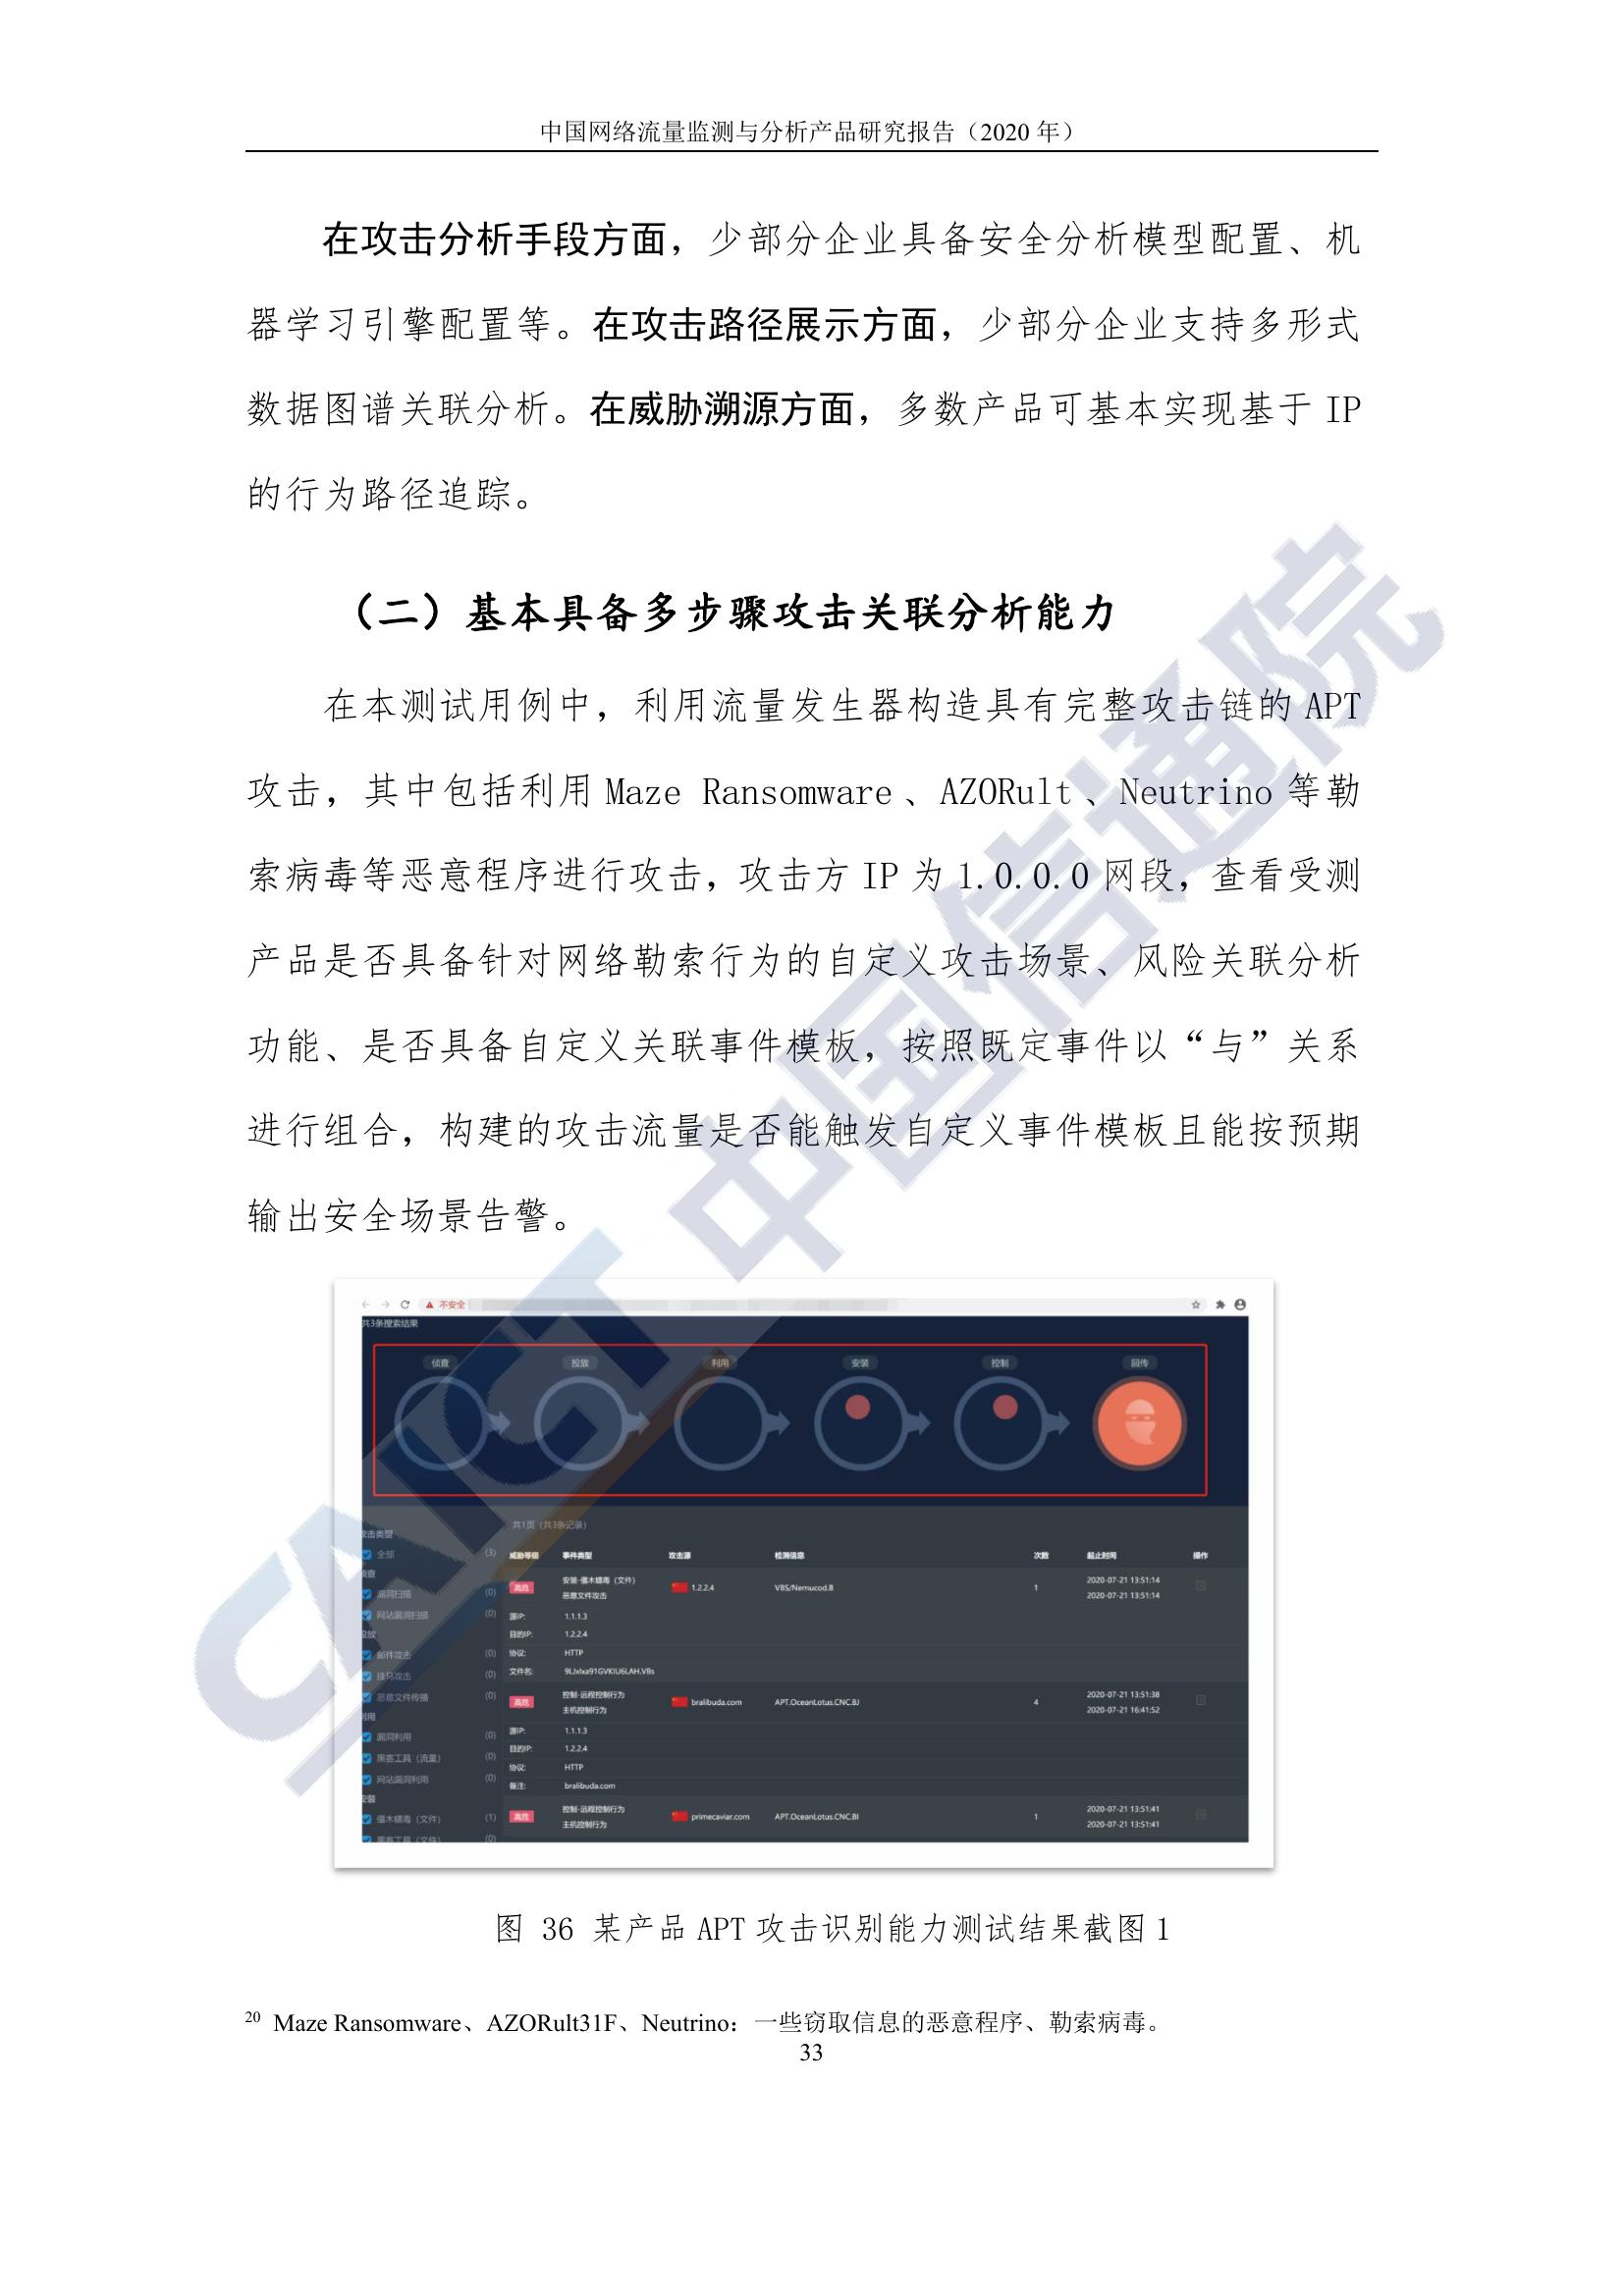 中国网络流量监测与分析产品研究报告（2020 年）
在攻击分析手段方面，少部分企业具备安全分析模型配置、机
器学习引擎配置等。在攻击路径展示方面，少部分企业支持多形式
数据图谱关联分析。在威胁溯源方面，多数产品可基本实现基于 IP
的行为路径追踪。
（二）基本具备多步骤攻击关联分析能力
在本测试用例中，利用流量发生器构造具有完整攻击链的 APT
攻击，其中包括利用 Maze Ransomware、AZORult、Neutrino 等勒
索病毒等恶意程序进行攻击，攻击方 IP 为 1.0.0.0 网段，查看受测
产品是否具备针对网络勒索行为的自定义攻击场景、风险关联分析
功能、是否具备自定义关联事件模板，按照既定事件以“与”关系
进行组合，构建的攻击流量是否能触发自定义事件模板且能按预期
输出安全场景告警。
CAICT 中国信通院
不安全
共3条搜索结果
侦查 投放 利用 安装 控制 回传
共1页（共3条记录）
攻击类型
全部 (3)
侦查
漏洞扫描 (0)
网站漏洞扫描 (0)
投放
邮件攻击 (0)
挂马攻击 (0)
恶意文件传播 (0)
利用
漏洞利用 (0)
黑客工具（流量） (0)
网站漏洞利用 (0)
安装
僵木蠕毒（文件） (1)
黑客工具（文件） (0)
威胁等级 事件类型 攻击源 检测信息 次数 起止时间 操作
高危 安装-僵木蠕毒（文件） 1.2.2.4 VBS/Nemucod.B 1 2020-07-21 13:51:14
恶意文件攻击 2020-07-21 13:51:14
源IP: 1.1.1.3
目的IP: 1.2.2.4
协议: HTTP
文件名:
高危 控制-远程控制行为 bralibuda.com APT.OceanLotus.CNC.BJ 4 2020-07-21 13:51:38
主机控制行为 2020-07-21 16:41:52
源IP: 1.1.1.3
目的IP: 1.2.2.4
协议: HTTP
备注: bralibuda.com
高危 控制-远程控制行为 primecaviar.com APT.OceanLotus.CNC.BI 1 2020-07-21 13:51:41
主机控制行为 2020-07-21 13:51:41
图 36 某产品 APT 攻击识别能力测试结果截图 1
20 Maze Ransomware、AZORult31F、Neutrino：一些窃取信息的恶意程序、勒索病毒。
33